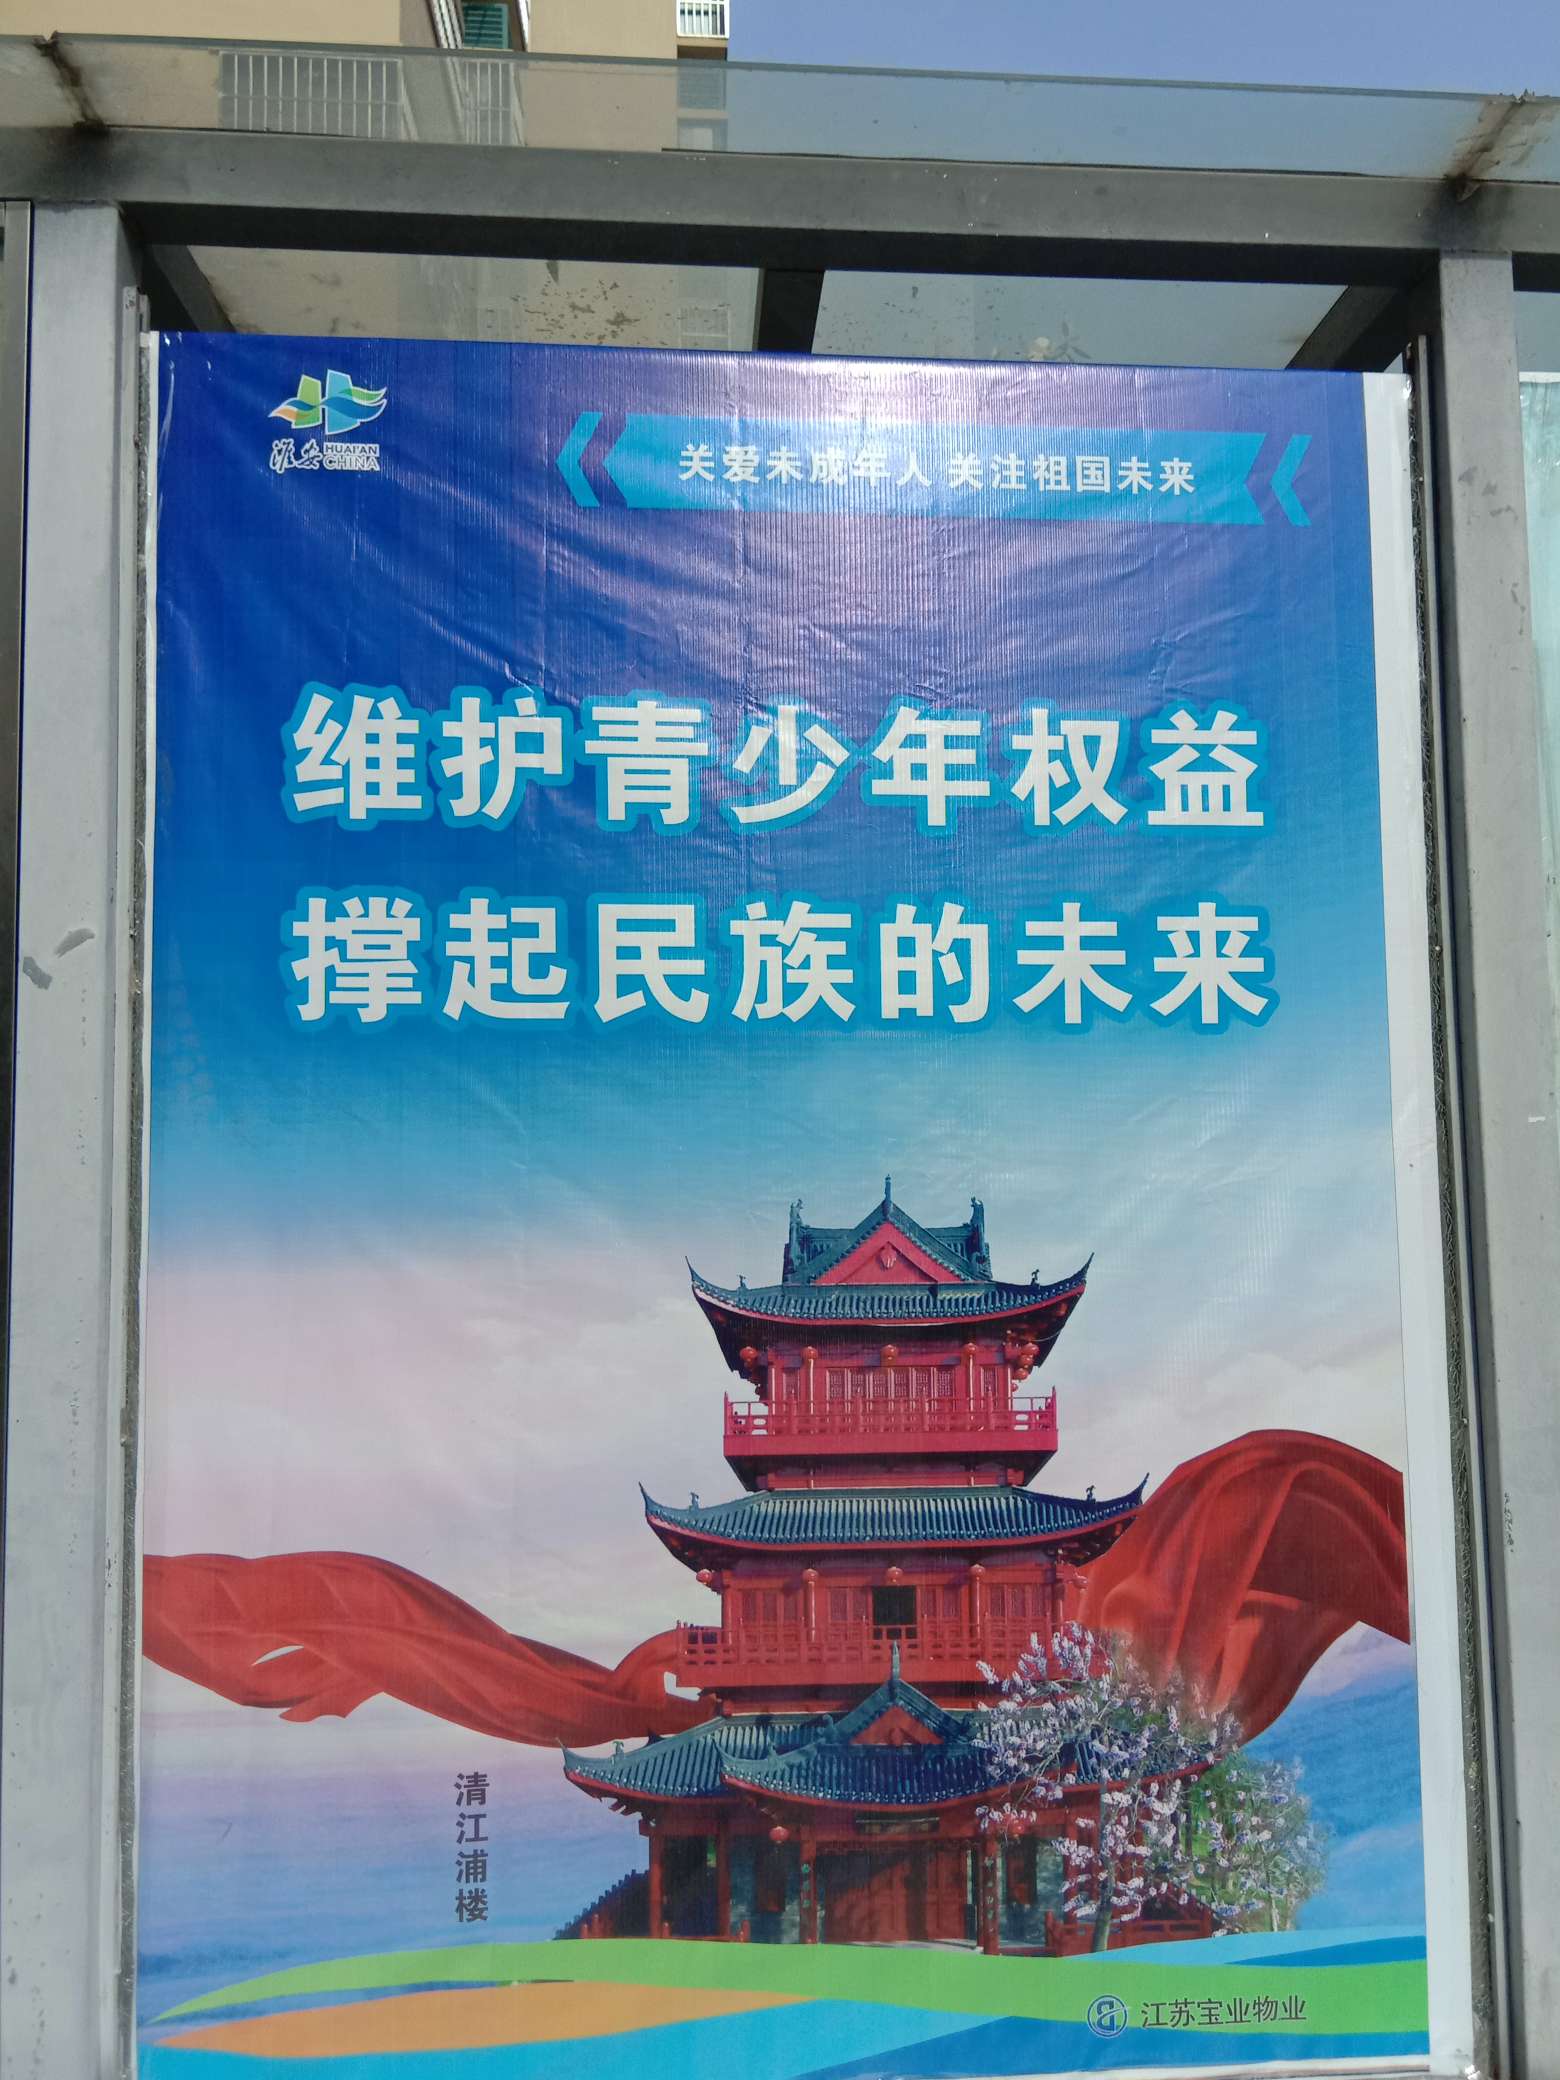 淮安 HUAI'AN
CHINA
关爱未成年人 关注祖国未来
维护青少年权益
撑起民族的未来
清江浦楼
江苏宝业物业